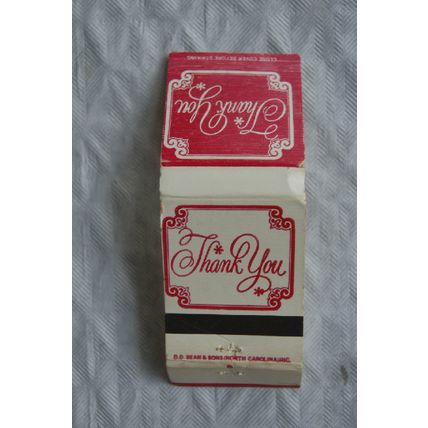 CLOSE COVER BEFORE STRIKING
Thank You
Thank You
D.D. BEAN & SONS (NORTH CAROLINA) INC.